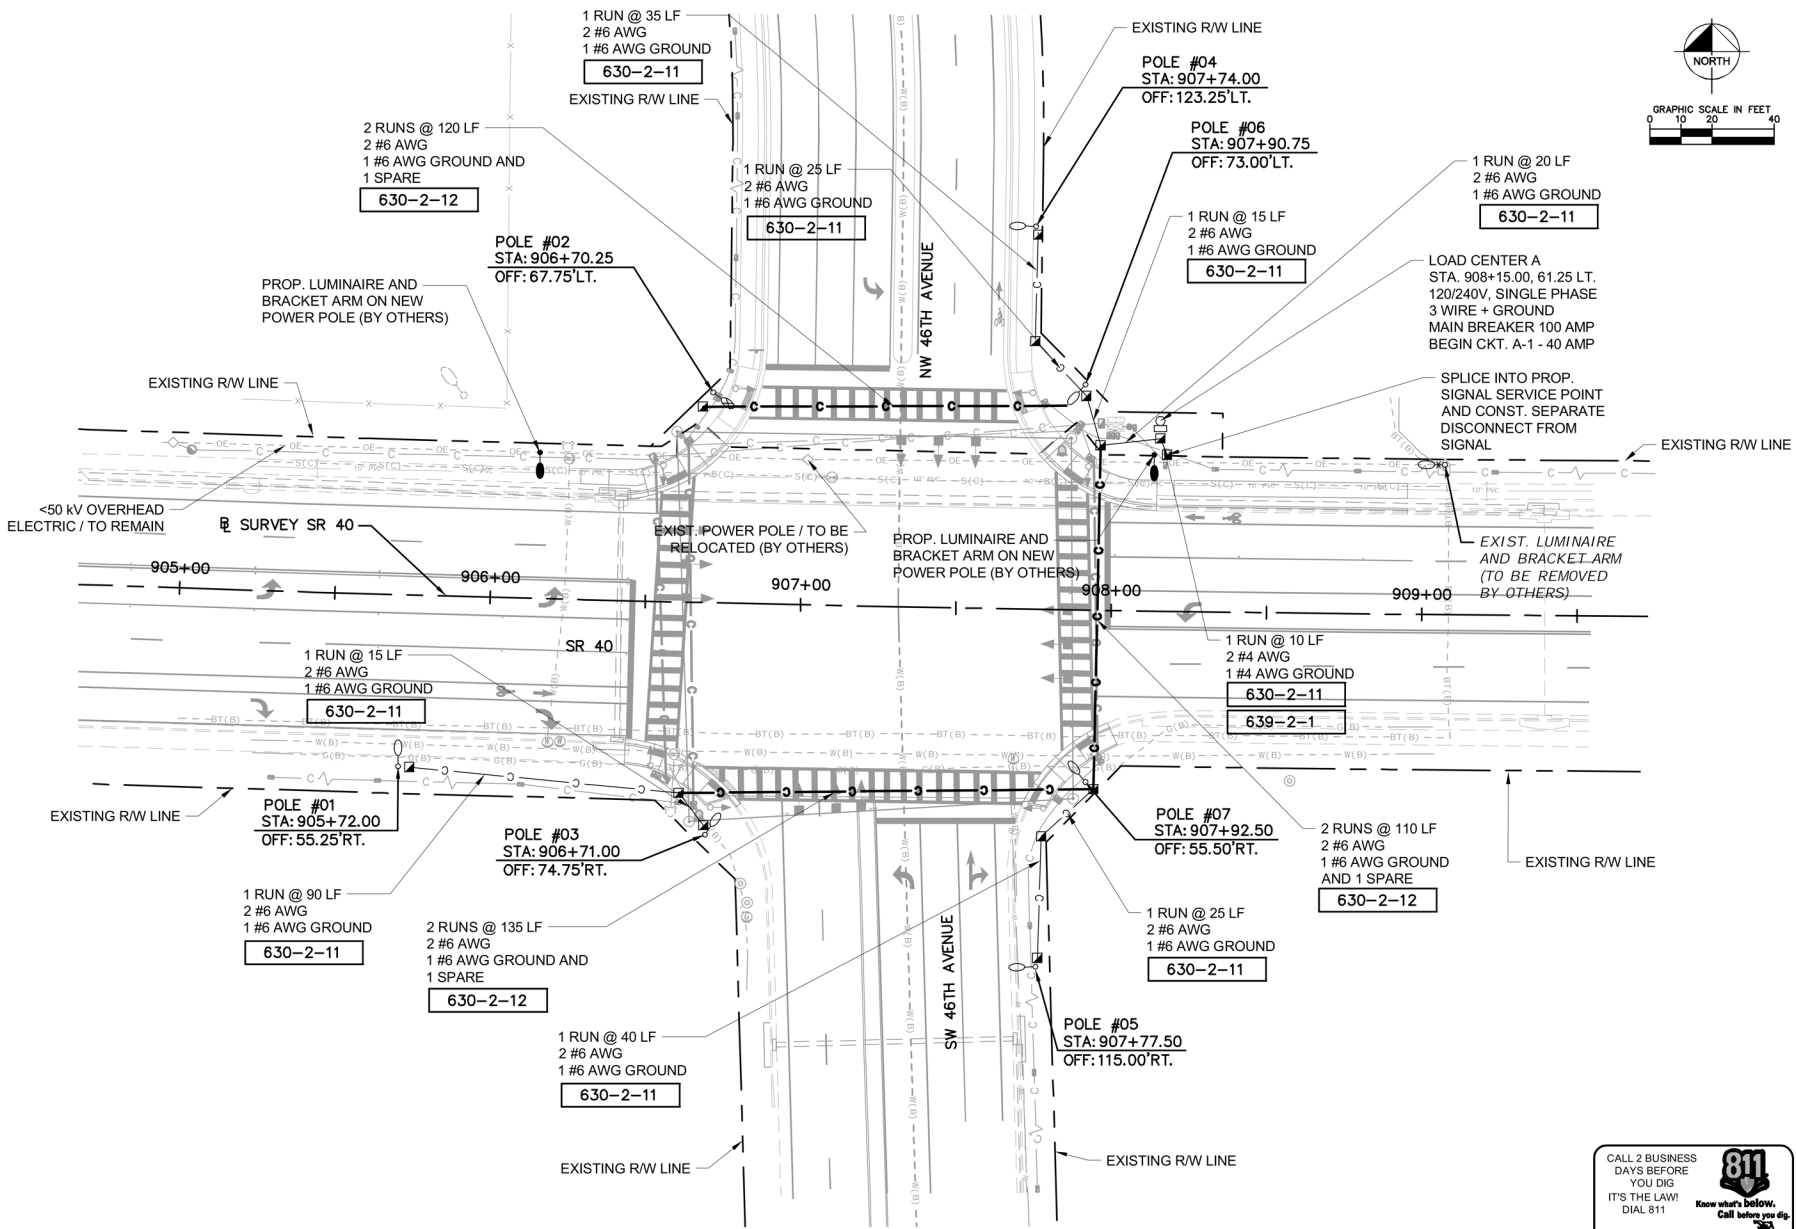 1 RUN @ 35 LF
2 #6 AWG
1 #6 AWG GROUND
630-2-11
EXISTING R/W LINE
EXISTING R/W LINE
POLE #04
STA: 907+74.00
OFF: 123.25'LT.
NORTH
GRAPHIC SCALE IN FEET
0 10 20 40
2 RUNS @ 120 LF
2 #6 AWG
1 #6 AWG GROUND AND
1 SPARE
630-2-12
1 RUN @ 25 LF
2 #6 AWG
1 #6 AWG GROUND
630-2-11
POLE #06
STA: 907+90.75
OFF: 73.00'LT.
1 RUN @ 20 LF
2 #6 AWG
1 #6 AWG GROUND
630-2-11
1 RUN @ 15 LF
2 #6 AWG
1 #6 AWG GROUND
630-2-11
POLE #02
STA: 906+70.25
OFF: 67.75'LT.
NW 46TH AVENUE
LOAD CENTER A
STA. 908+15.00, 61.25 LT.
120/240V, SINGLE PHASE
3 WIRE + GROUND
MAIN BREAKER 100 AMP
BEGIN CKT. A-1 - 40 AMP
PROP. LUMINAIRE AND
BRACKET ARM ON NEW
POWER POLE (BY OTHERS)
EXISTING R/W LINE
SPLICE INTO PROP.
SIGNAL SERVICE POINT
AND CONST. SEPARATE
DISCONNECT FROM
SIGNAL
EXISTING R/W LINE
<50 kV OVERHEAD
ELECTRIC / TO REMAIN
BL SURVEY SR 40
EXIST. POWER POLE / TO BE
RELOCATED (BY OTHERS)
PROP. LUMINAIRE AND
BRACKET ARM ON NEW
POWER POLE (BY OTHERS)
EXIST. LUMINAIRE
AND BRACKET ARM
(TO BE REMOVED
BY OTHERS)
905+00
906+00
907+00
908+00
909+00
SR 40
1 RUN @ 15 LF
2 #6 AWG
1 #6 AWG GROUND
630-2-11
1 RUN @ 10 LF
2 #4 AWG
1 #4 AWG GROUND
630-2-11
639-2-1
EXISTING R/W LINE
POLE #01
STA: 905+72.00
OFF: 55.25'RT.
POLE #03
STA: 906+71.00
OFF: 74.75'RT.
POLE #07
STA: 907+92.50
OFF: 55.50'RT.
2 RUNS @ 110 LF
2 #6 AWG
1 #6 AWG GROUND
AND 1 SPARE
630-2-12
EXISTING R/W LINE
1 RUN @ 90 LF
2 #6 AWG
1 #6 AWG GROUND
630-2-11
2 RUNS @ 135 LF
2 #6 AWG
1 #6 AWG GROUND AND
1 SPARE
630-2-12
1 RUN @ 25 LF
2 #6 AWG
1 #6 AWG GROUND
630-2-11
SW 46TH AVENUE
1 RUN @ 40 LF
2 #6 AWG
1 #6 AWG GROUND
630-2-11
POLE #05
STA: 907+77.50
OFF: 115.00'RT.
EXISTING R/W LINE
EXISTING R/W LINE
CALL 2 BUSINESS
DAYS BEFORE
YOU DIG
IT'S THE LAW!
DIAL 811
811
Know what's below.
Call before you dig.